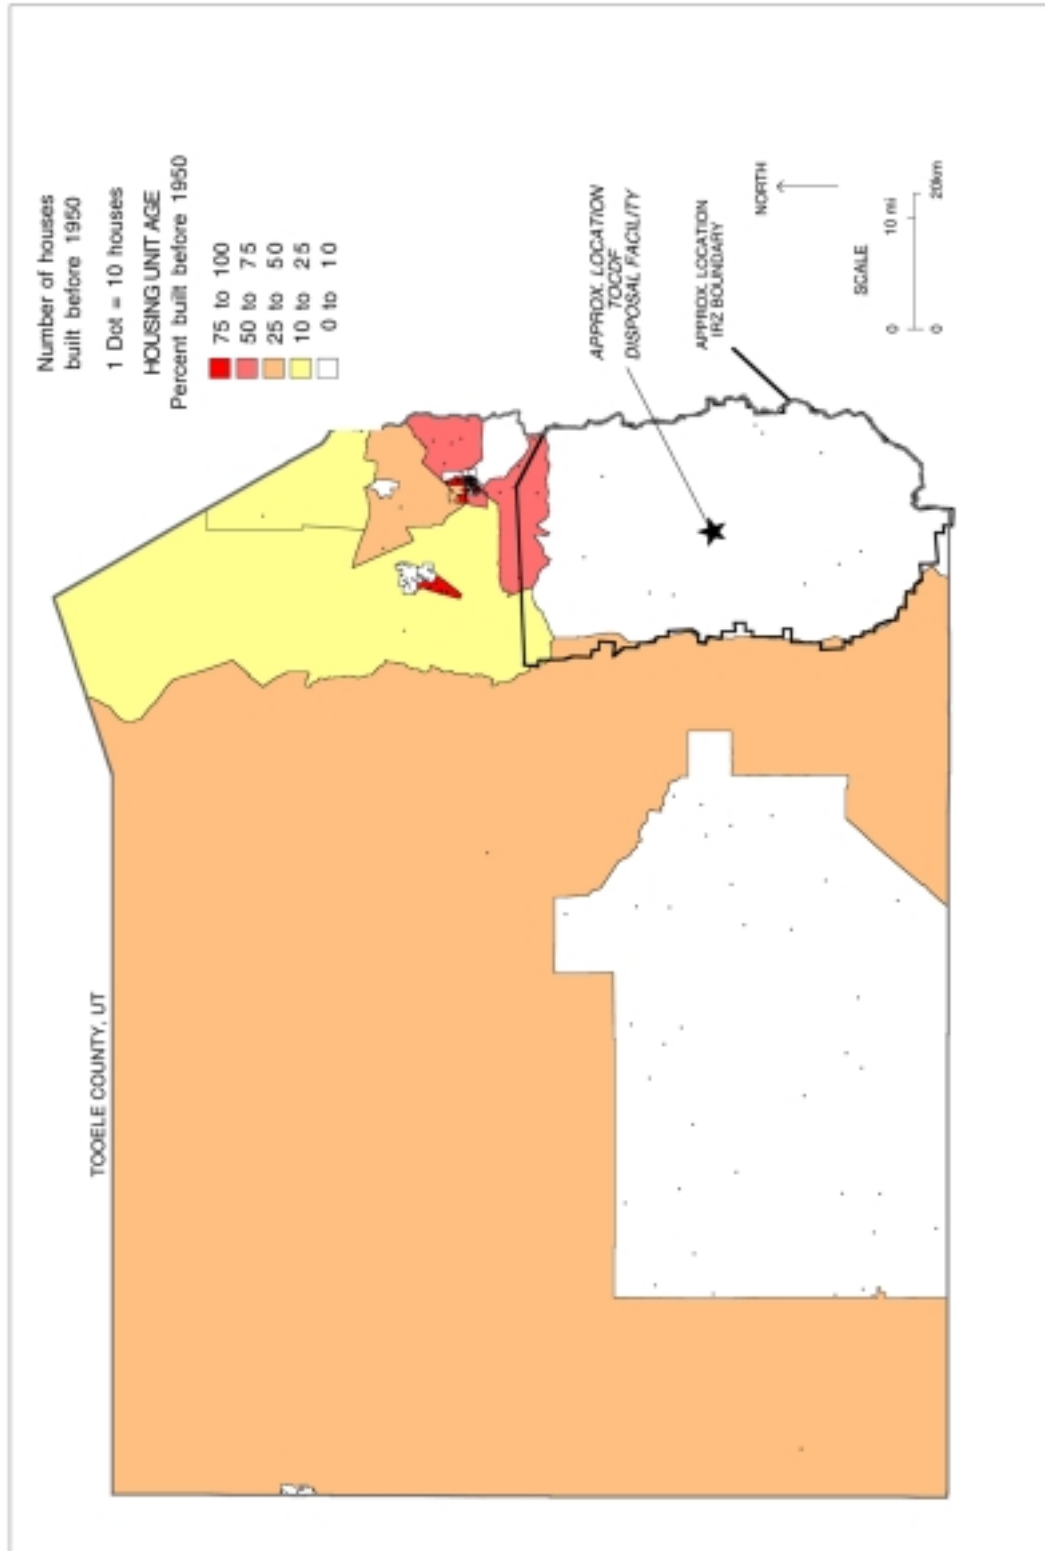 TOOELE COUNTY, UT
Number of houses
built before 1950
1 Dot = 10 houses
HOUSING UNIT AGE
Percent built before 1950
75 to 100
50 to 75
25 to 50
10 to 25
0 to 10
APPROX. LOCATION
TOCDF
DISPOSAL FACILITY
APPROX. LOCATION
IRZ BOUNDARY
NORTH
SCALE
0 10 mi
0 20km